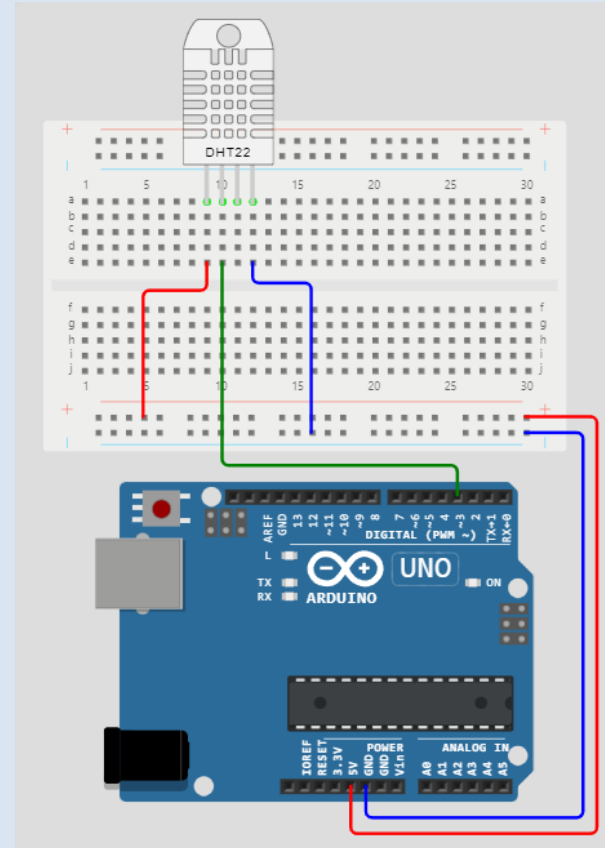 + +
DHT22
1 5 10 15 20 25 30
a a
b b
c c
d d
e e
f f
g g
h h
i i
j j
1 5 10 15 20 25 30
+ +
AREF GND 13 12 ~11 ~10 ~9 8 7 ~6 ~5 4 ~3 2 TX→1 RX←0
DIGITAL (PWM ~)
L
TX
RX
ARDUINO
UNO
ON
IOREF RESET 3.3V 5V GND GND Vin A0 A1 A2 A3 A4 A5
POWER ANALOG IN